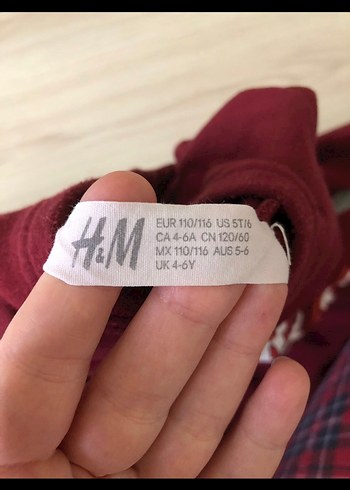 H&M
EUR 110/116 US 5T/6
CA 4-6A CN 120/60
MX 110/116 AUS 5-6
UK 4-6Y